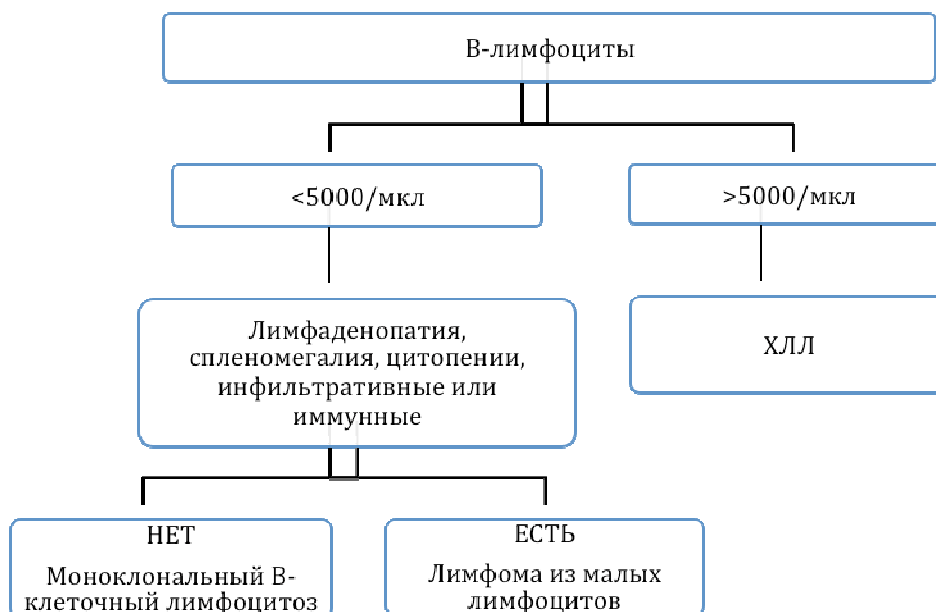 В-лимфоциты
<5000/мкл
>5000/мкл
Лимфаденопатия,
спленомегалия, цитопении,
инфильтративные или
иммунные
ХЛЛ
НЕТ
Моноклональный В-
клеточный лимфоцитоз
ЕСТЬ
Лимфома из малых
лимфоцитов